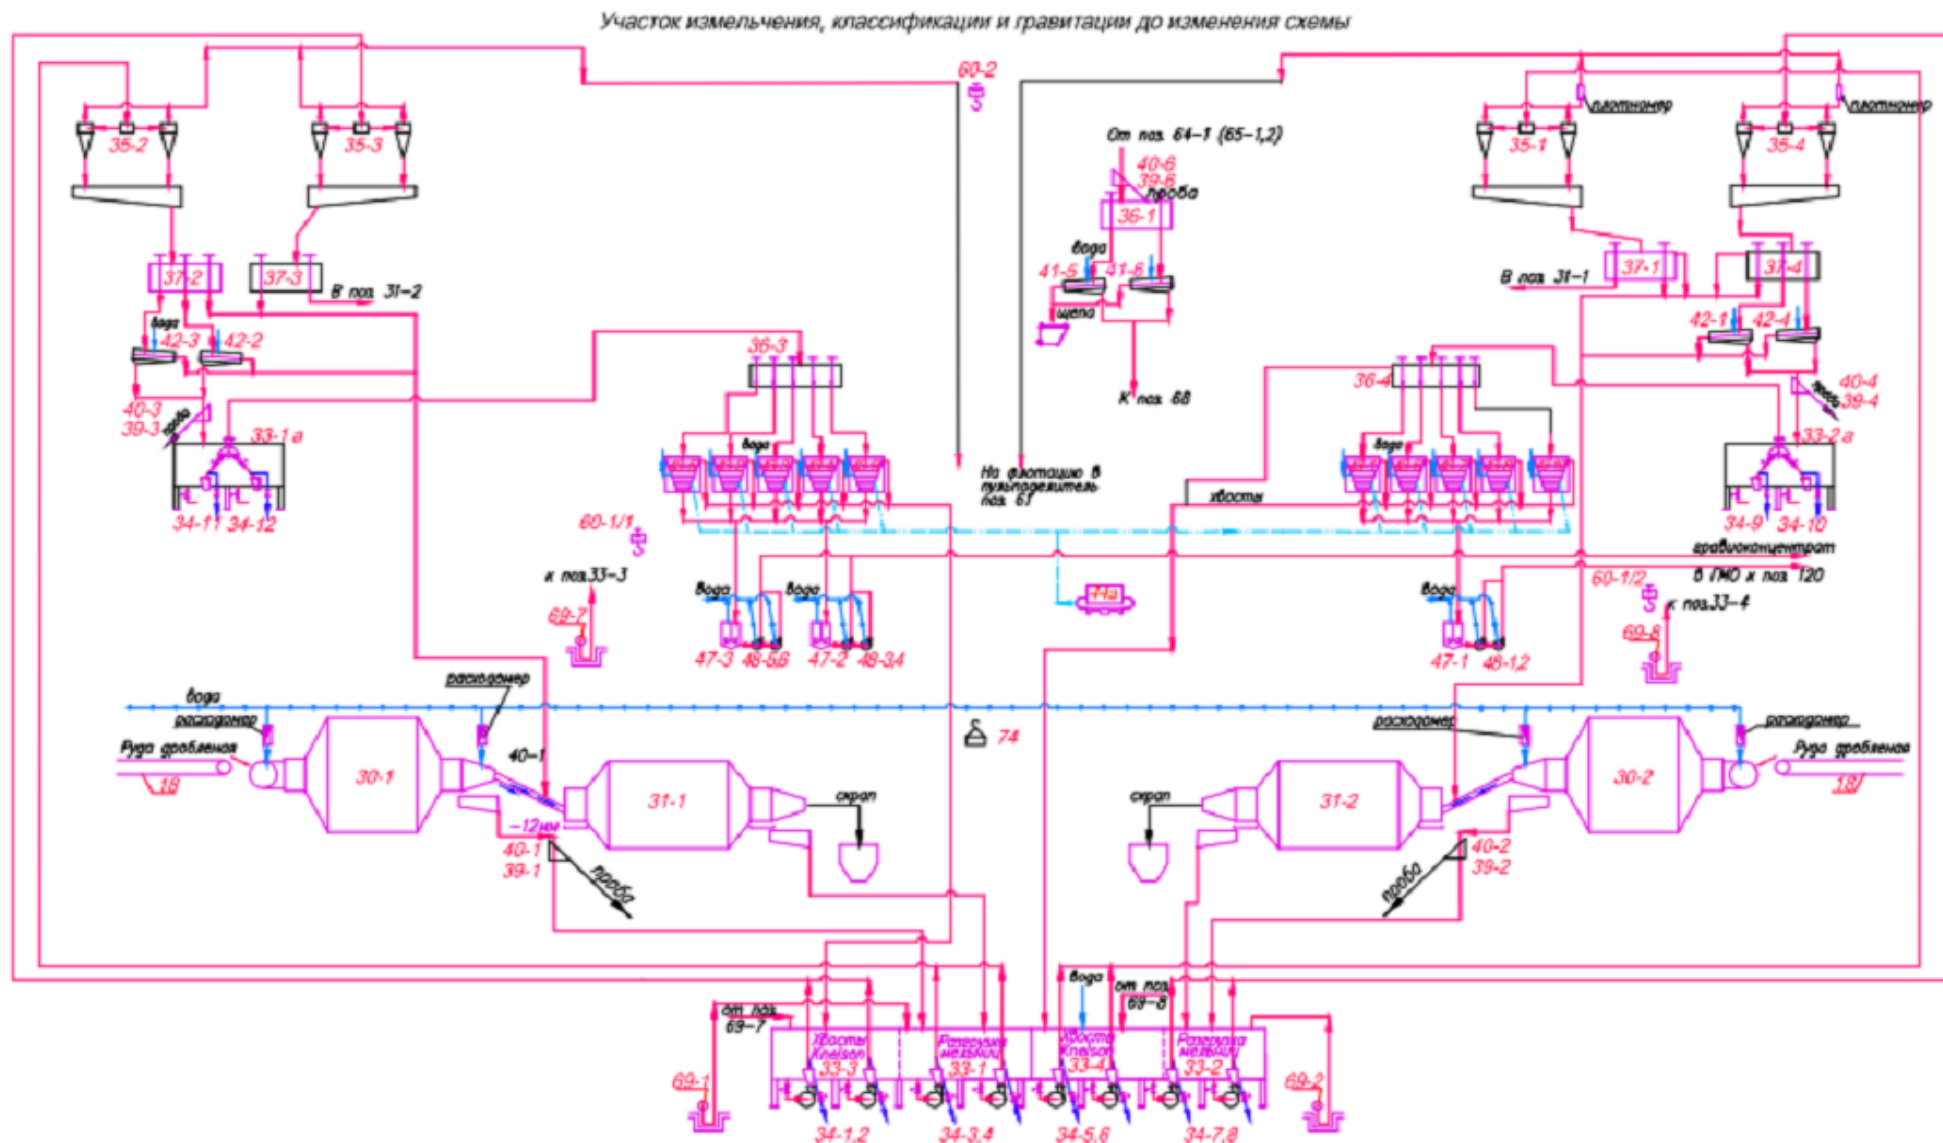 Участок измельчения, классификации и гравитации до изменения схемы
60-2
плотномер
плотномер
От поз. 64-1 (65-1,2)
35-2
35-3
35-1
35-4
40-6
39-6
проба
36-1
вода
41-5
41-6
37-2
37-3
В поз. 31-2
37-1
37-4
В поз. 31-1
щепа
вода
42-3
42-2
42-1
42-4
36-3
36-4
К поз. 68
40-3
39-3
проба
40-4
39-4
33-1а
33-2а
вода
вода
На флотацию в
пульподелитель
поз. 61
хвосты
34-11
34-12
34-9
34-10
60-1/1
гравиоконцентрат
в ГМО к поз. 120
к поз.33-3
60-1/2
к поз.33-4
вода
вода
44а
вода
69-7
69-8
47-3
48-5,6
47-2
48-3,4
47-1
48-1,2
расходомер
вода
расходомер
расходомер
расходомер
74
Руда дробленая
40-1
Руда дробленая
18
30-1
31-1
скрап
скрап
31-2
30-2
18
-12мм
40-1
39-1
проба
проба
40-2
39-2
вода
от поз.
69-7
от поз.
69-8
Хвосты
Knelson
33-3
Разгрузка
мельниц
33-1
Хвосты
Knelson
33-4
Разгрузка
мельниц
33-2
69-1
69-2
34-1,2
34-3,4
34-5,6
34-7,8